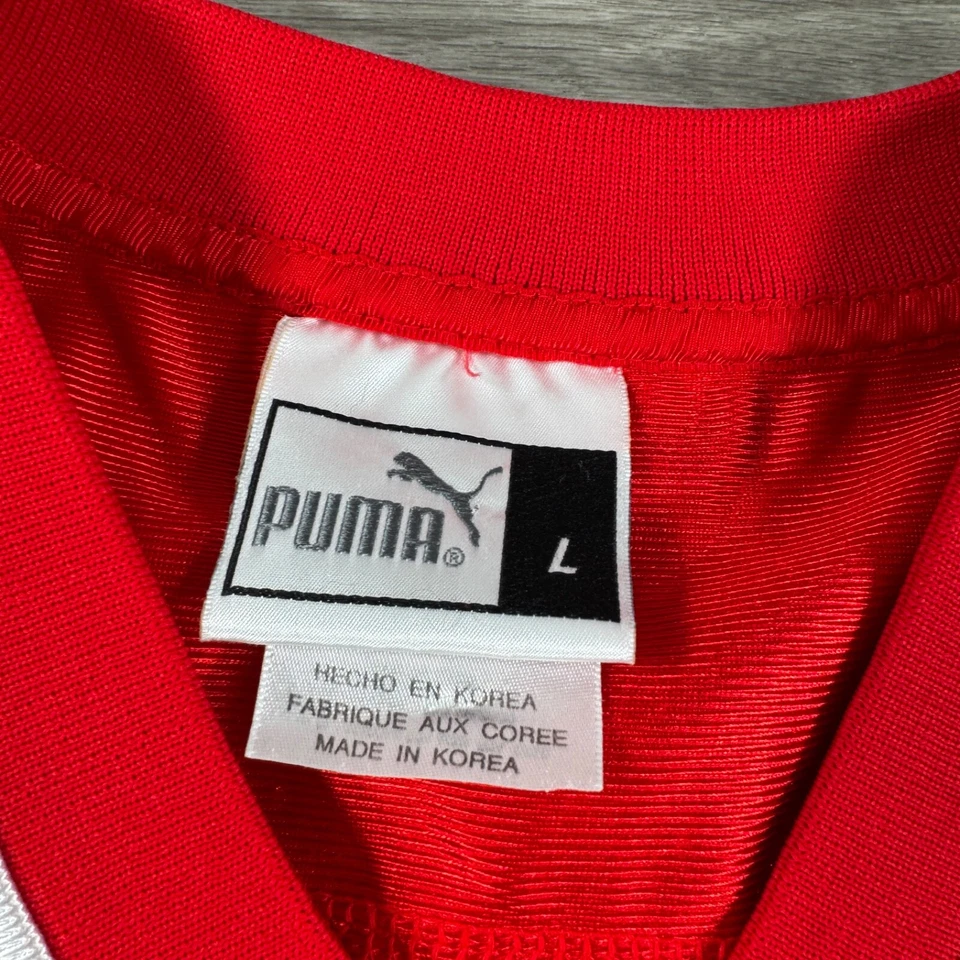 PUMA®
L
HECHO EN KOREA
FABRIQUE AUX COREE
MADE IN KOREA